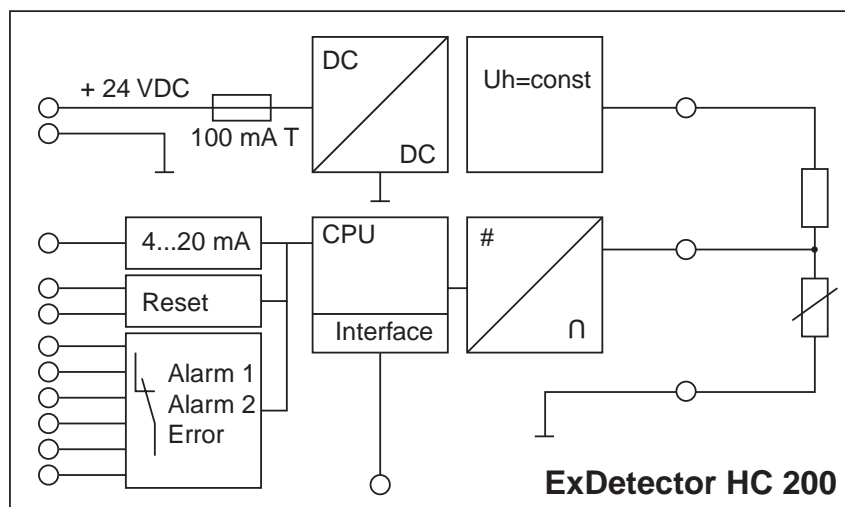 + 24 VDC
100 mA T
DC
DC
Uh=const
4...20 mA
CPU
#
∩
Reset
Interface
Alarm 1
Alarm 2
Error
ExDetector HC 200